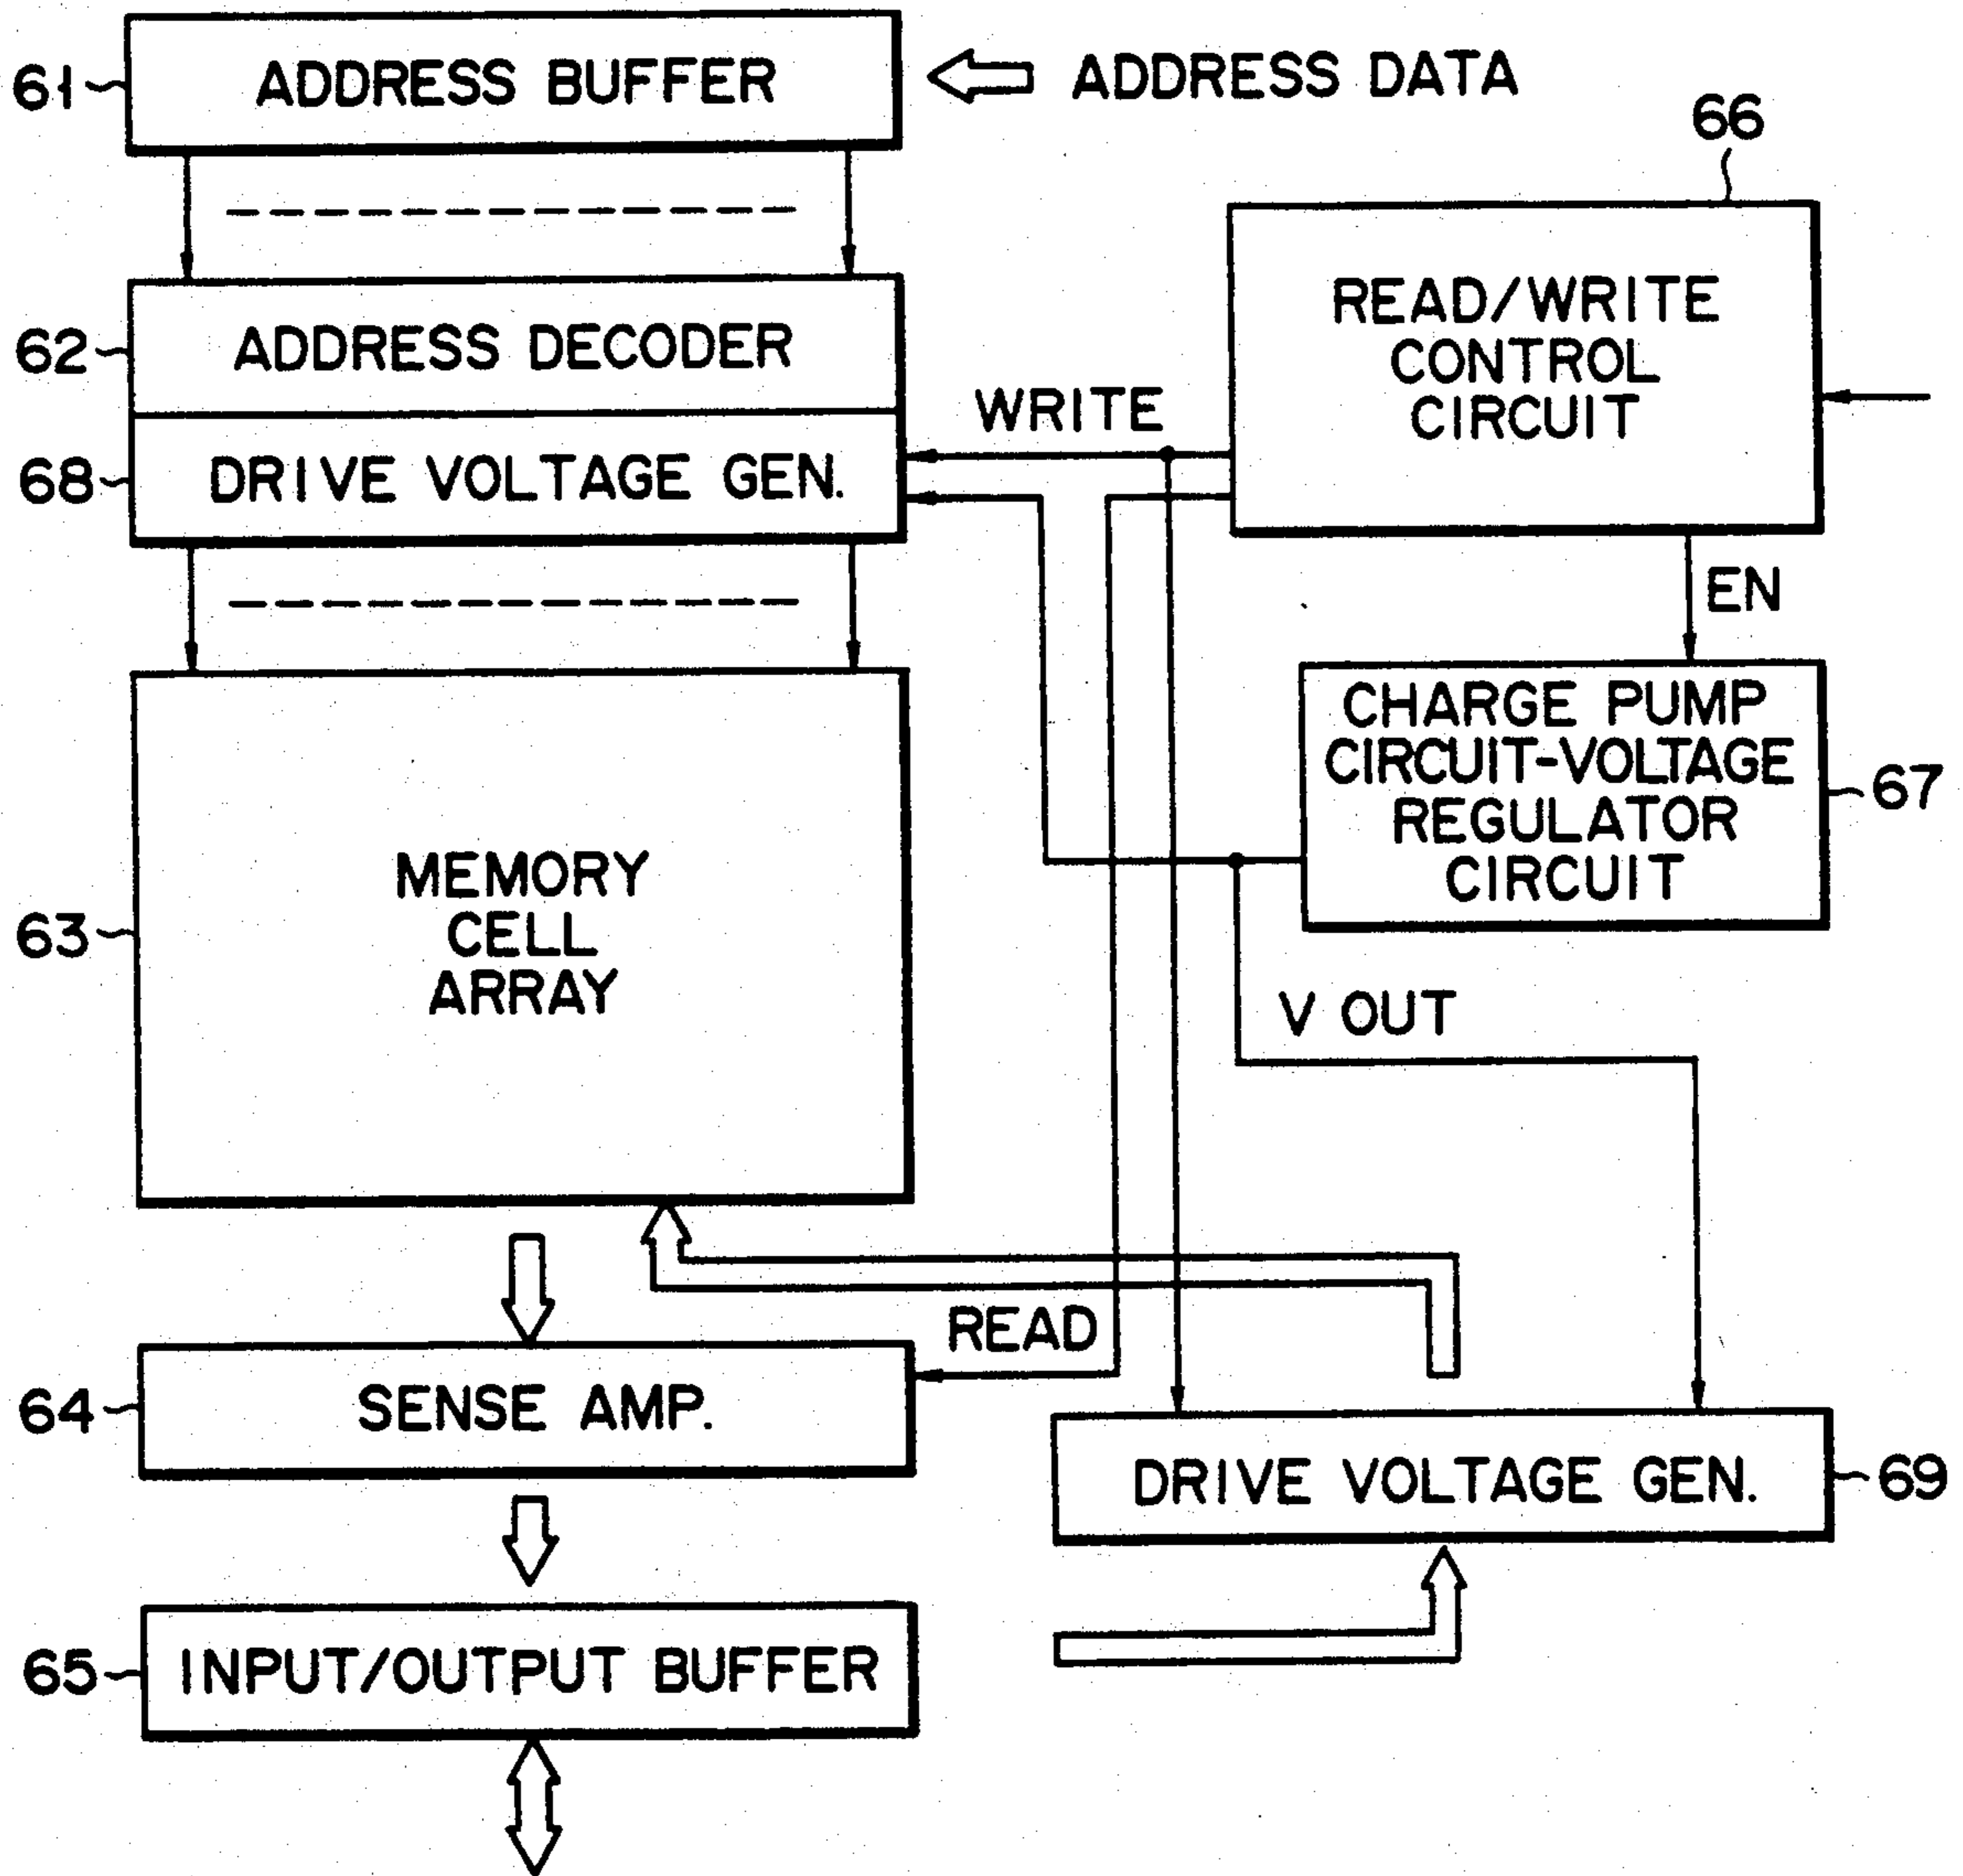 61
ADDRESS BUFFER
ADDRESS DATA
66
62
ADDRESS DECODER
READ/WRITE
CONTROL
CIRCUIT
WRITE
68
DRIVE VOLTAGE GEN.
EN
63
MEMORY
CELL
ARRAY
CHARGE PUMP
CIRCUIT-VOLTAGE
REGULATOR
CIRCUIT
67
V OUT
READ
64
SENSE AMP.
DRIVE VOLTAGE GEN.
69
65
INPUT/OUTPUT BUFFER